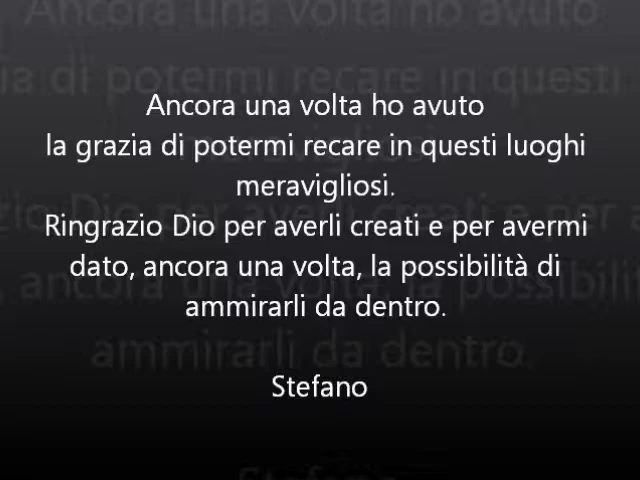 Ancora una volta ho avuto
la grazia di potermi recare in questi luoghi
meravigliosi.
Ringrazio Dio per averli creati e per avermi
dato, ancora una volta, la possibilità di
ammirarli da dentro.
Stefano